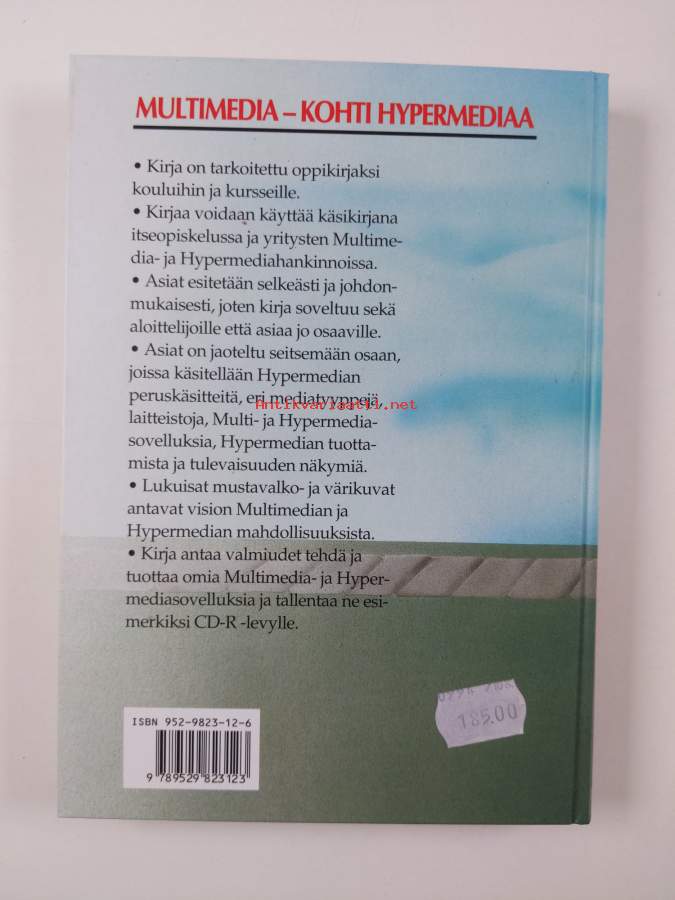 MULTIMEDIA – KOHTI HYPERMEDIAA
• Kirja on tarkoitettu oppikirjaksi
kouluihin ja kursseille.
• Kirjaa voidaan käyttää käsikirjana
itseopiskelussa ja yritysten Multime-
dia- ja Hypermediahankinnoissa.
• Asiat esitetään selkeästi ja johdon-
mukaisesti, joten kirja soveltuu sekä
aloittelijoille että asiaa jo osaaville.
• Asiat on jaoteltu seitsemään osaan,
joissa käsitellään Hypermedian
peruskäsitteitä, eri mediatyyppejä,
Antikvariaatti.net
laitteistoja, Multi- ja Hypermedia-
sovelluksia, Hypermedian tuotta-
mista ja tulevaisuuden näkymiä.
• Lukuisat mustavalko- ja värikuvat
antavat vision Multimedian ja
Hypermedian mahdollisuuksista.
• Kirja antaa valmiudet tehdä ja
tuottaa omia Multimedia- ja Hyper-
mediasovelluksia ja tallentaa ne esi-
merkiksi CD-R -levylle.
185.00
ISBN 952-9823-12-6
9 789529 823123